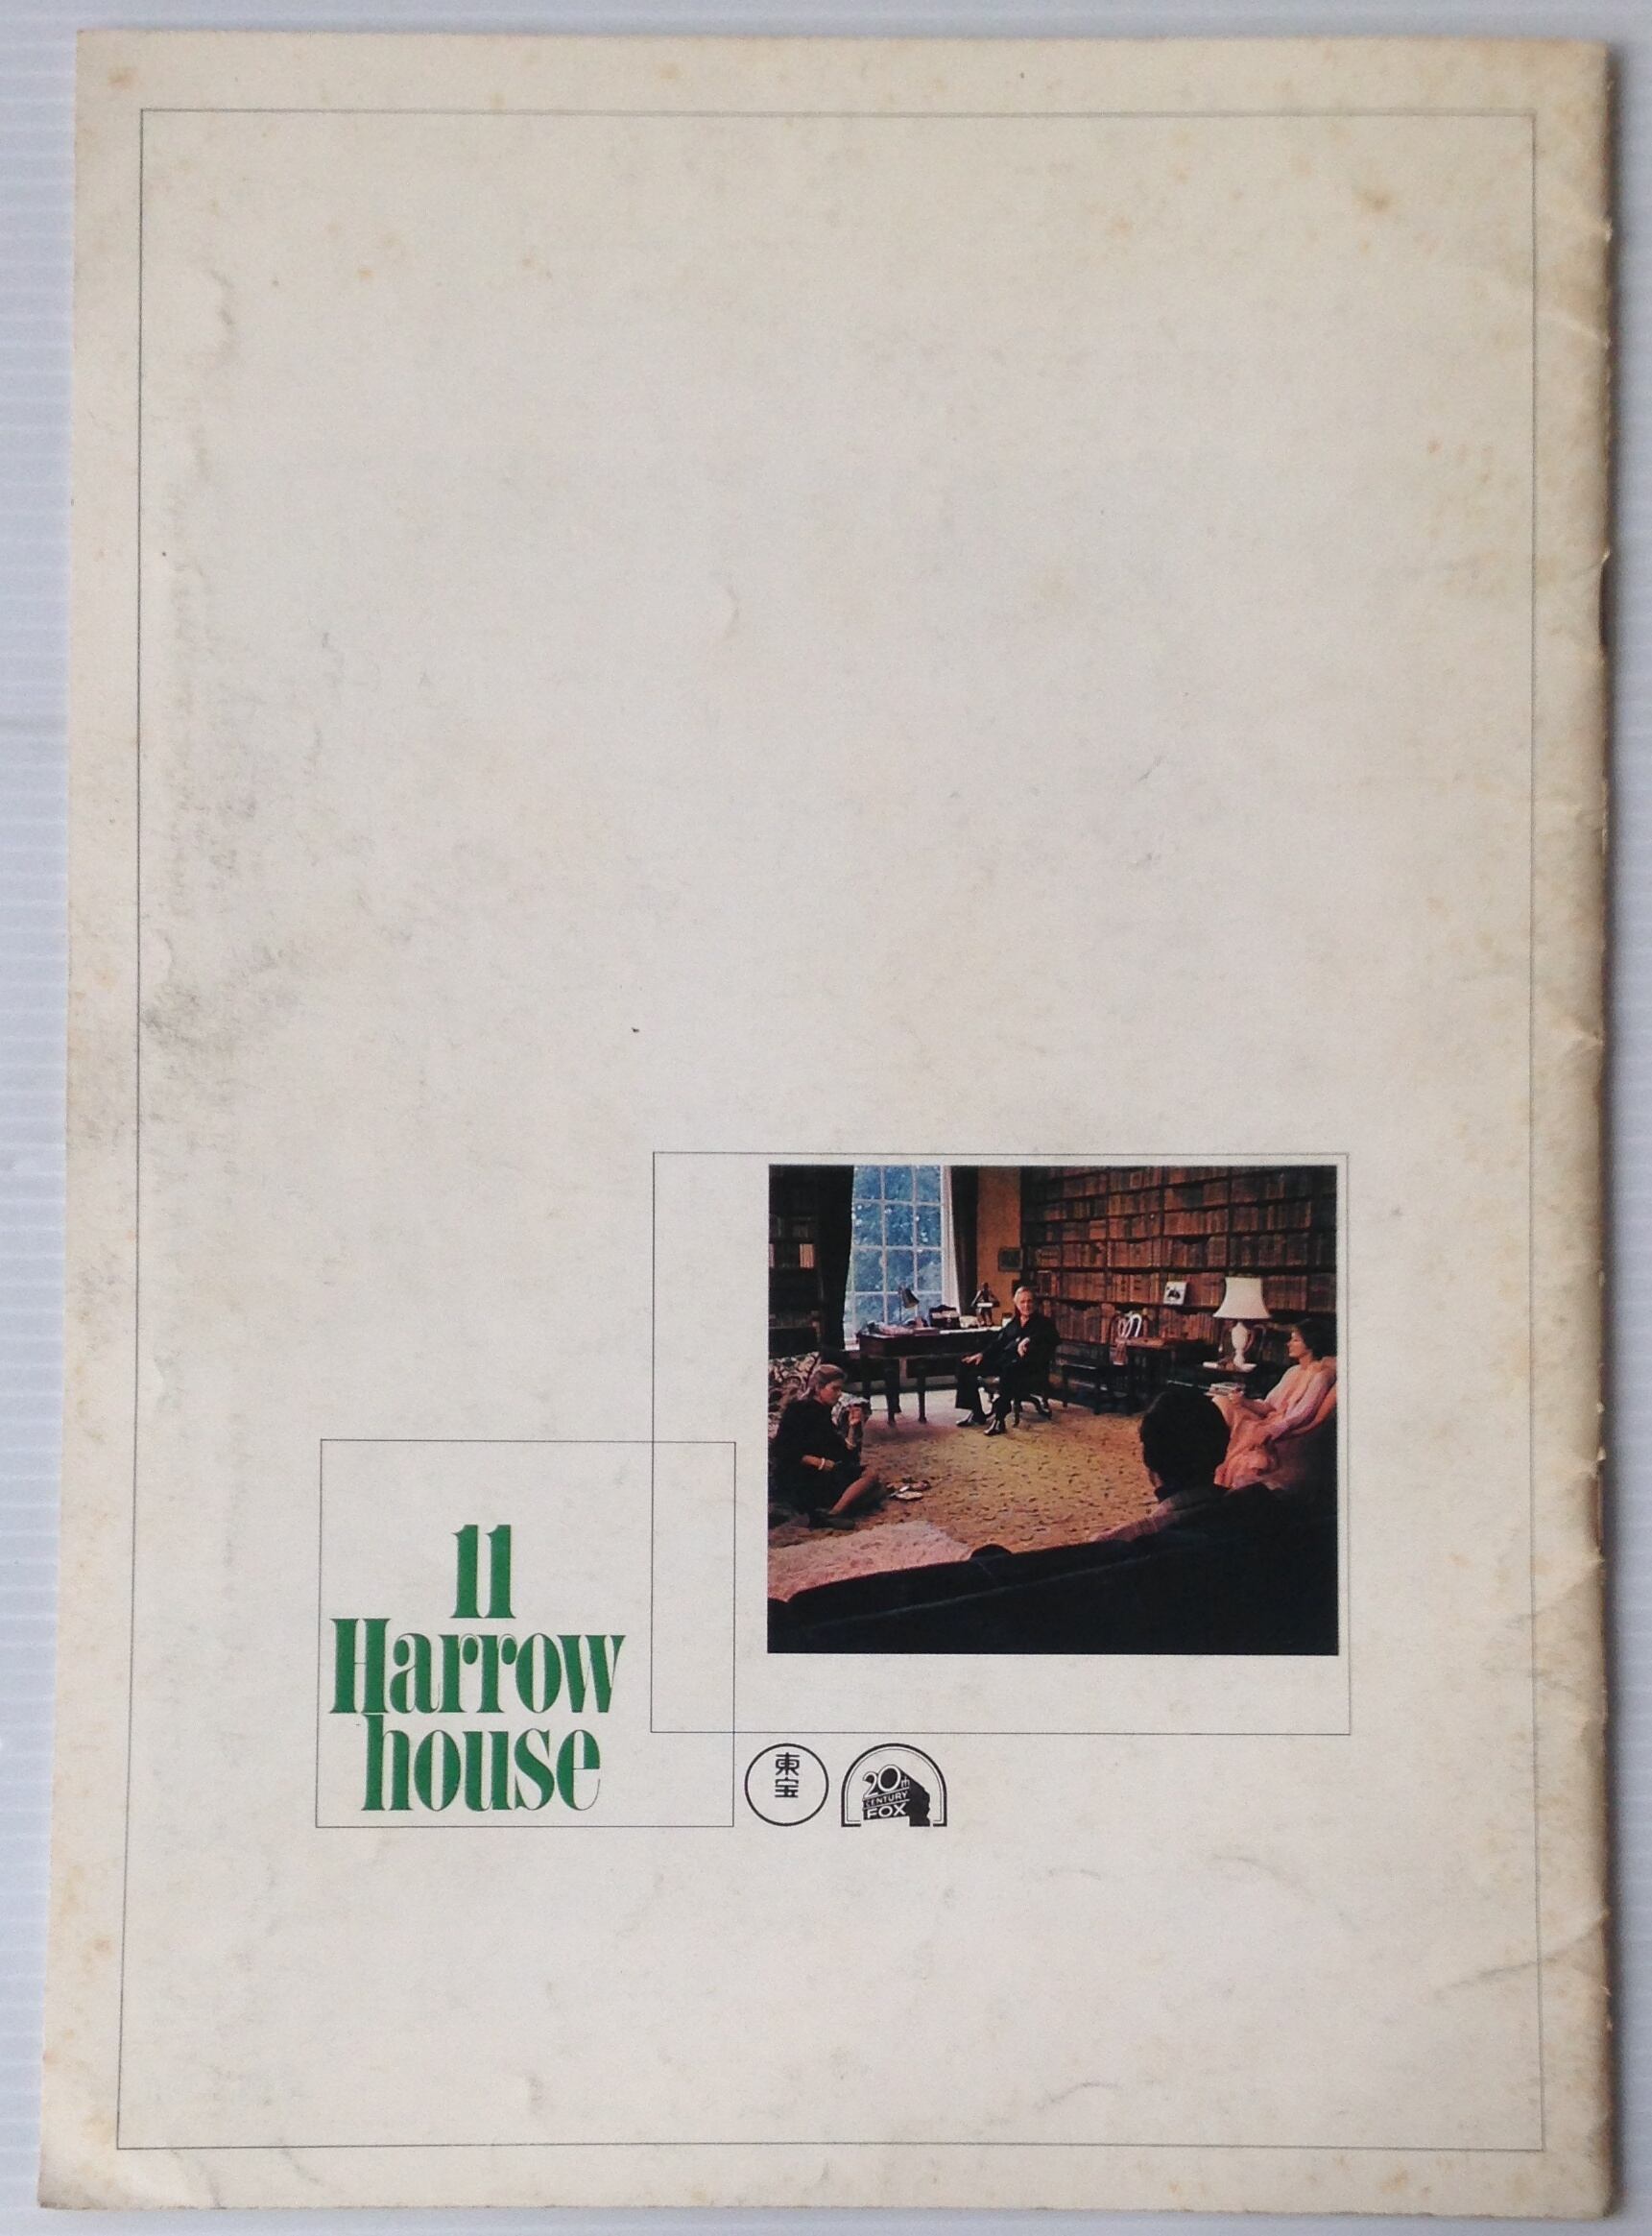 11
Harrow
house
東宝
20th
CENTURY
FOX